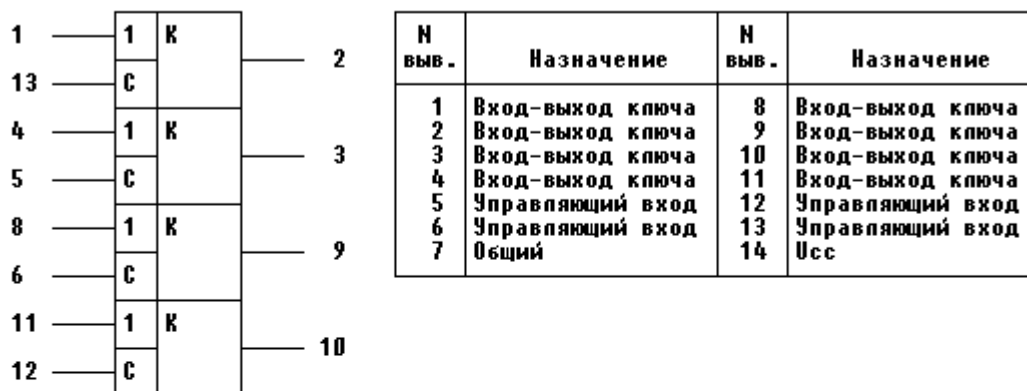 1 1 К
2
13 С
4 1 К
3
5 С
8 1 К
9
6 С
11 1 К
10
12 С
N выв. Назначение N выв. Назначение
1 Вход-выход ключа 8 Вход-выход ключа
2 Вход-выход ключа 9 Вход-выход ключа
3 Вход-выход ключа 10 Вход-выход ключа
4 Вход-выход ключа 11 Вход-выход ключа
5 Управляющий вход 12 Управляющий вход
6 Управляющий вход 13 Управляющий вход
7 Общий 14 Ucc